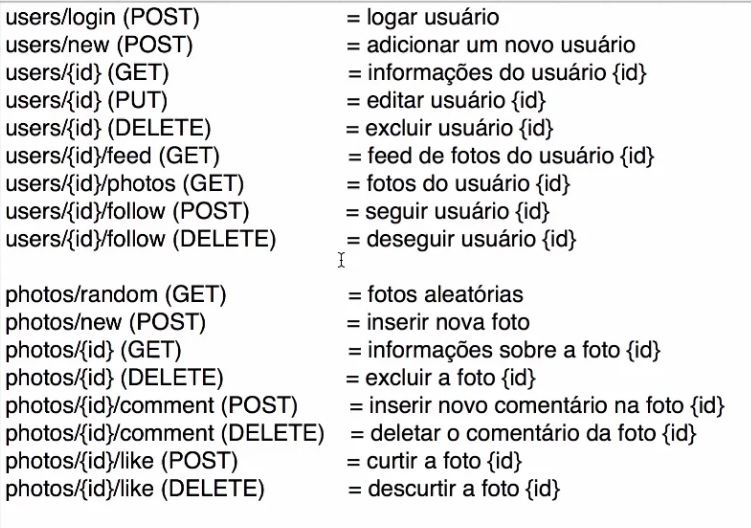 users/login (POST) = logar usuário
users/new (POST) = adicionar um novo usuário
users/{id} (GET) = informações do usuário {id}
users/{id} (PUT) = editar usuário {id}
users/{id} (DELETE) = excluir usuário {id}
users/{id}/feed (GET) = feed de fotos do usuário {id}
users/{id}/photos (GET) = fotos do usuário {id}
users/{id}/follow (POST) = seguir usuário {id}
users/{id}/follow (DELETE) = deseguir usuário {id}
photos/random (GET) = fotos aleatórias
photos/new (POST) = inserir nova foto
photos/{id} (GET) = informações sobre a foto {id}
photos/{id} (DELETE) = excluir a foto {id}
photos/{id}/comment (POST) = inserir novo comentário na foto {id}
photos/{id}/comment (DELETE) = deletar o comentário da foto {id}
photos/{id}/like (POST) = curtir a foto {id}
photos/{id}/like (DELETE) = descurtir a foto {id}